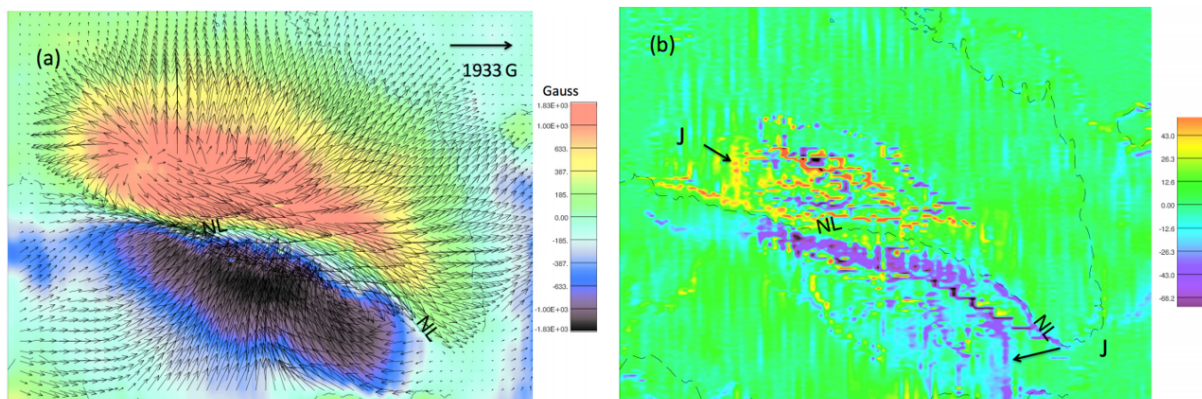 (a)
1933 G
Gauss
1.83E+03
1.00E+03
633.
387.
185.
0.00
-185.
-387.
-633.
-1.00E+03
-1.83E+03
NL
NL
(b)
J
NL
NL
J
43.0
26.3
12.6
0.00
-12.6
-26.3
-43.0
-68.2